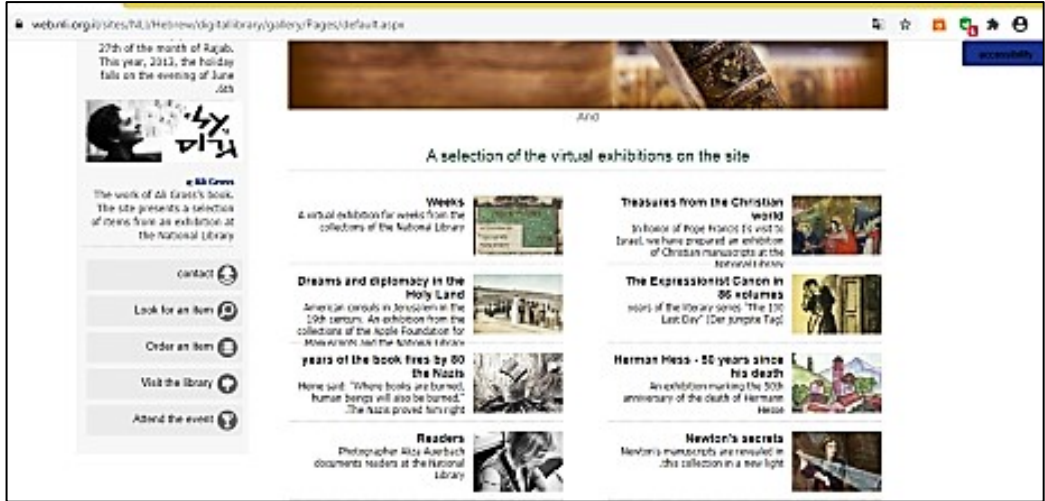 web.nli.org.il/sites/NLI/Hebrew/digitallibrary/gallery/Pages/default.aspx
accessibility
27th of the month of Rajab.
This year, 2013, the holiday
falls on the evening of June
.6th
אלי
גרוס
Ali Gross
The work of Ali Gross's book.
The site presents a selection
of items from an exhibition at
the National Library
contact
Look for an item
Order an item
Visit the library
Attend the event
And
A selection of the virtual exhibitions on the site
Weeks
A virtual exhibition for weeks from the
collections of the National Library
Treasures from the Christian
world
In honor of Pope Francis I's visit to
Israel, we have prepared an exhibition
of Christian manuscripts at the
National Library
Dreams and diplomacy in the
Holy Land
American consuls in Jerusalem in the
19th century. An exhibition from the
collections of the Apple Foundation for
Manuscripts and the National Library
The Expressionist Canon in
86 volumes
years of the literary series "The 100
Last Day" (Der jungste Tag)
years of the book fires by 80
the Nazis
Heine said: "Where books are burned,
human beings will also be burned."
.The Nazis proved him right
Herman Hess - 50 years since
his death
An exhibition marking the 50th
anniversary of the death of Hermann
Hesse
Readers
Photographer Aliza Auerbach
documents readers at the National
Library
Newton's secrets
Newton's manuscripts are revealed in
.this collection in a new light